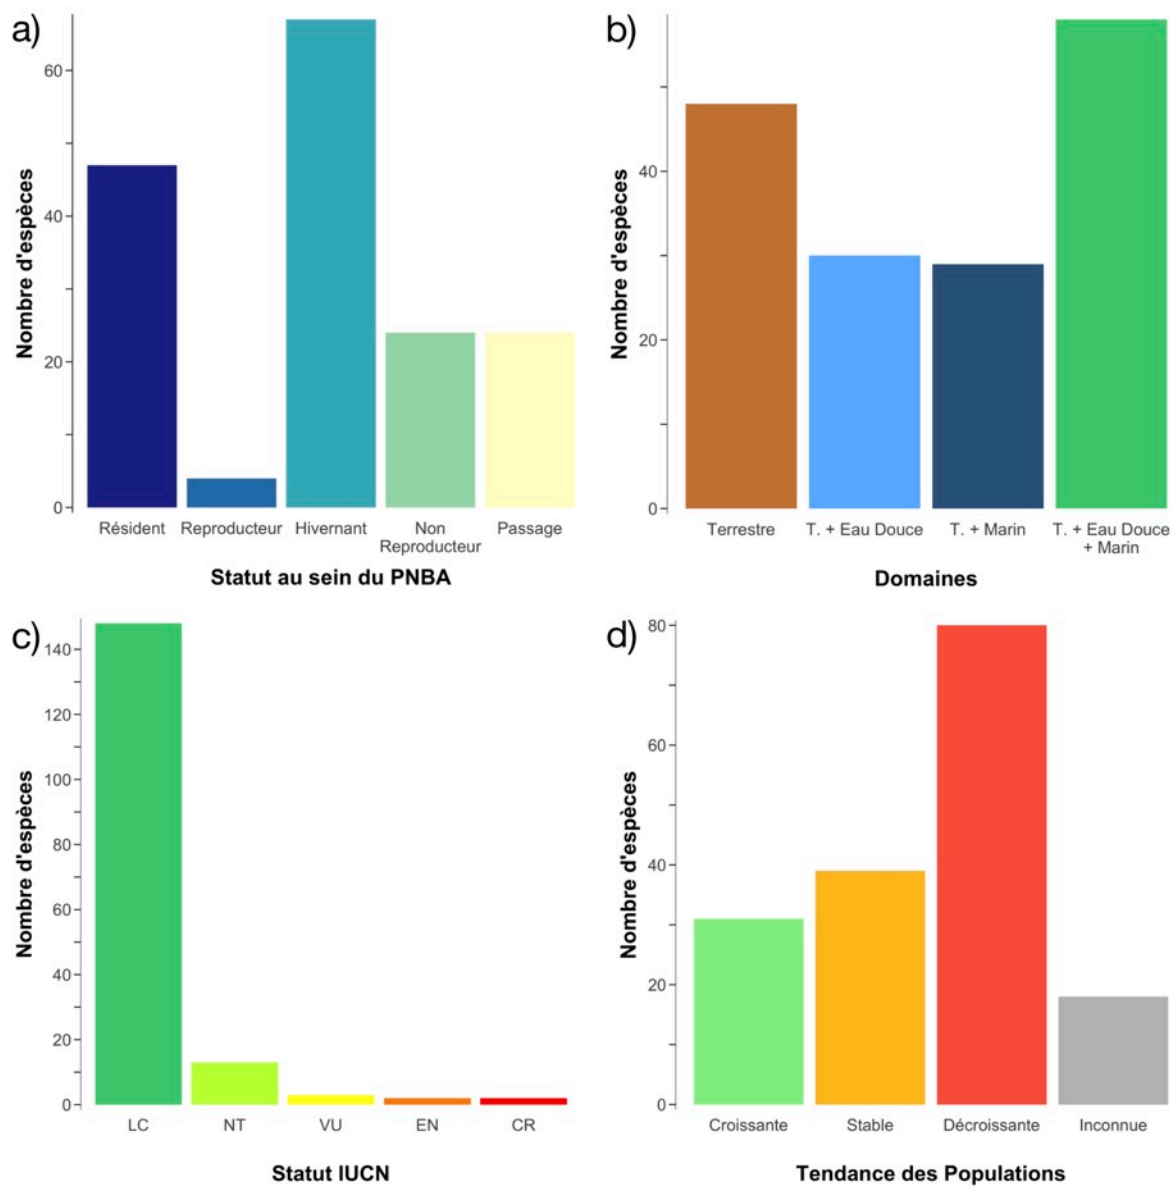 a)
Nombre d'espèces
60
40
20
0
Résident Reproducteur Hivernant Non Passage
Reproducteur
Statut au sein du PNBA
b)
Nombre d'espèces
40
20
0
Terrestre T. + Eau Douce T. + Marin T. + Eau Douce
+ Marin
Domaines
c)
Nombre d'espèces
140
120
100
80
60
40
20
0
LC NT VU EN CR
Statut IUCN
d)
Nombre d'espèces
80
60
40
20
0
Croissante Stable Décroissante Inconnue
Tendance des Populations